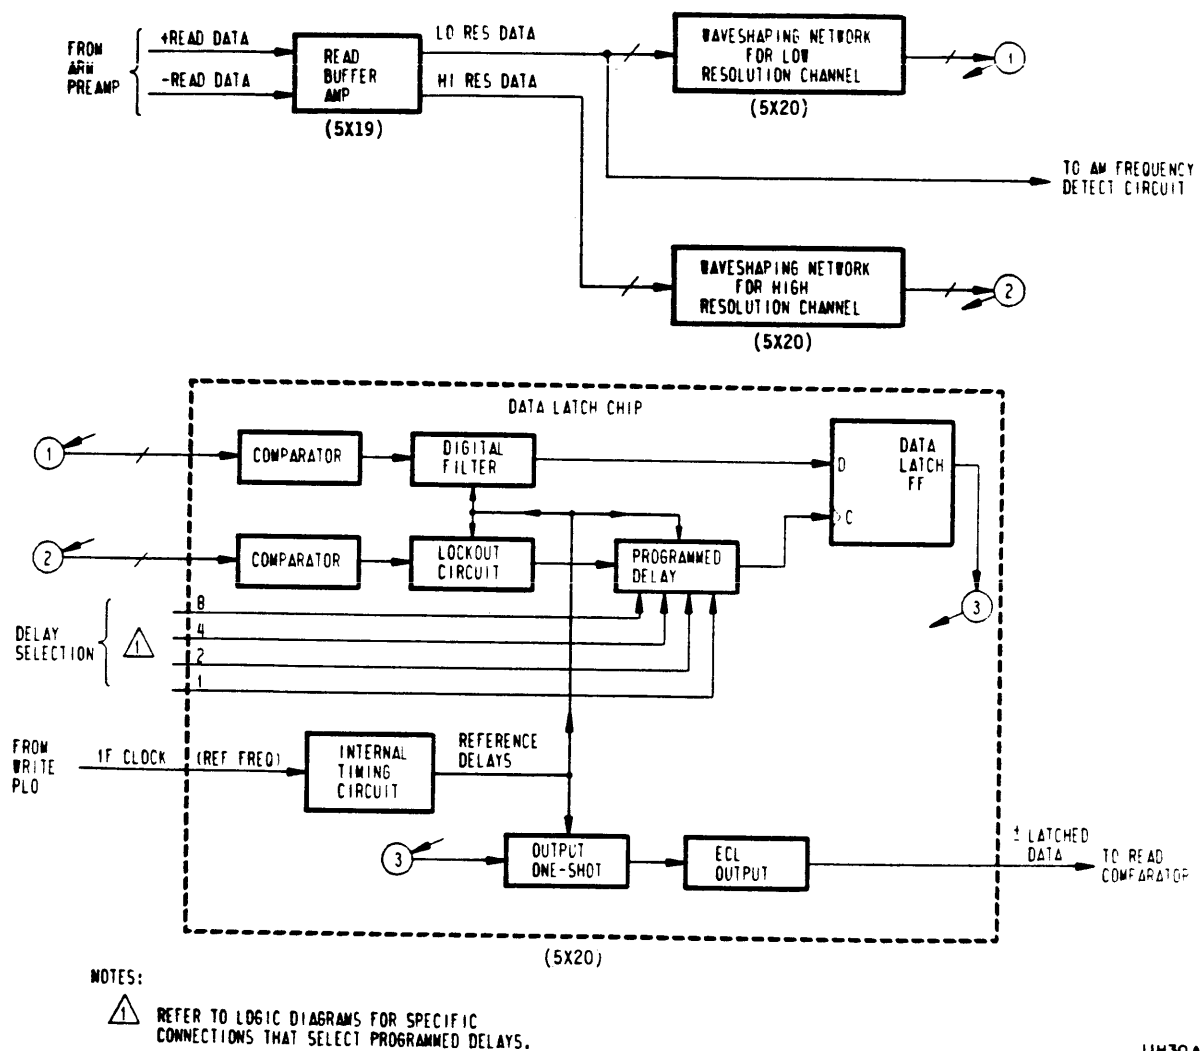 FROM
ARM
PREAMP
+READ DATA
-READ DATA
READ
BUFFER
AMP
(5X19)
LO RES DATA
HI RES DATA
WAVESHAPING NETWORK
FOR LOW
RESOLUTION CHANNEL
(5X20)
1
TO AM FREQUENCY
DETECT CIRCUIT
WAVESHAPING NETWORK
FOR HIGH
RESOLUTION CHANNEL
(5X20)
2
DATA LATCH CHIP
1
COMPARATOR
DIGITAL
FILTER
D
C
DATA
LATCH
FF
2
COMPARATOR
LOCKOUT
CIRCUIT
PROGRAMMED
DELAY
3
DELAY
SELECTION
1
8
4
2
1
FROM
WRITE
PLO
1F CLOCK
(REF FREQ)
INTERNAL
TIMING
CIRCUIT
REFERENCE
DELAYS
3
OUTPUT
ONE-SHOT
ECL
OUTPUT
± LATCHED
DATA
TO READ
COMPARATOR
(5X20)
NOTES:
1 REFER TO LOGIC DIAGRAMS FOR SPECIFIC
CONNECTIONS THAT SELECT PROGRAMMED DELAYS.